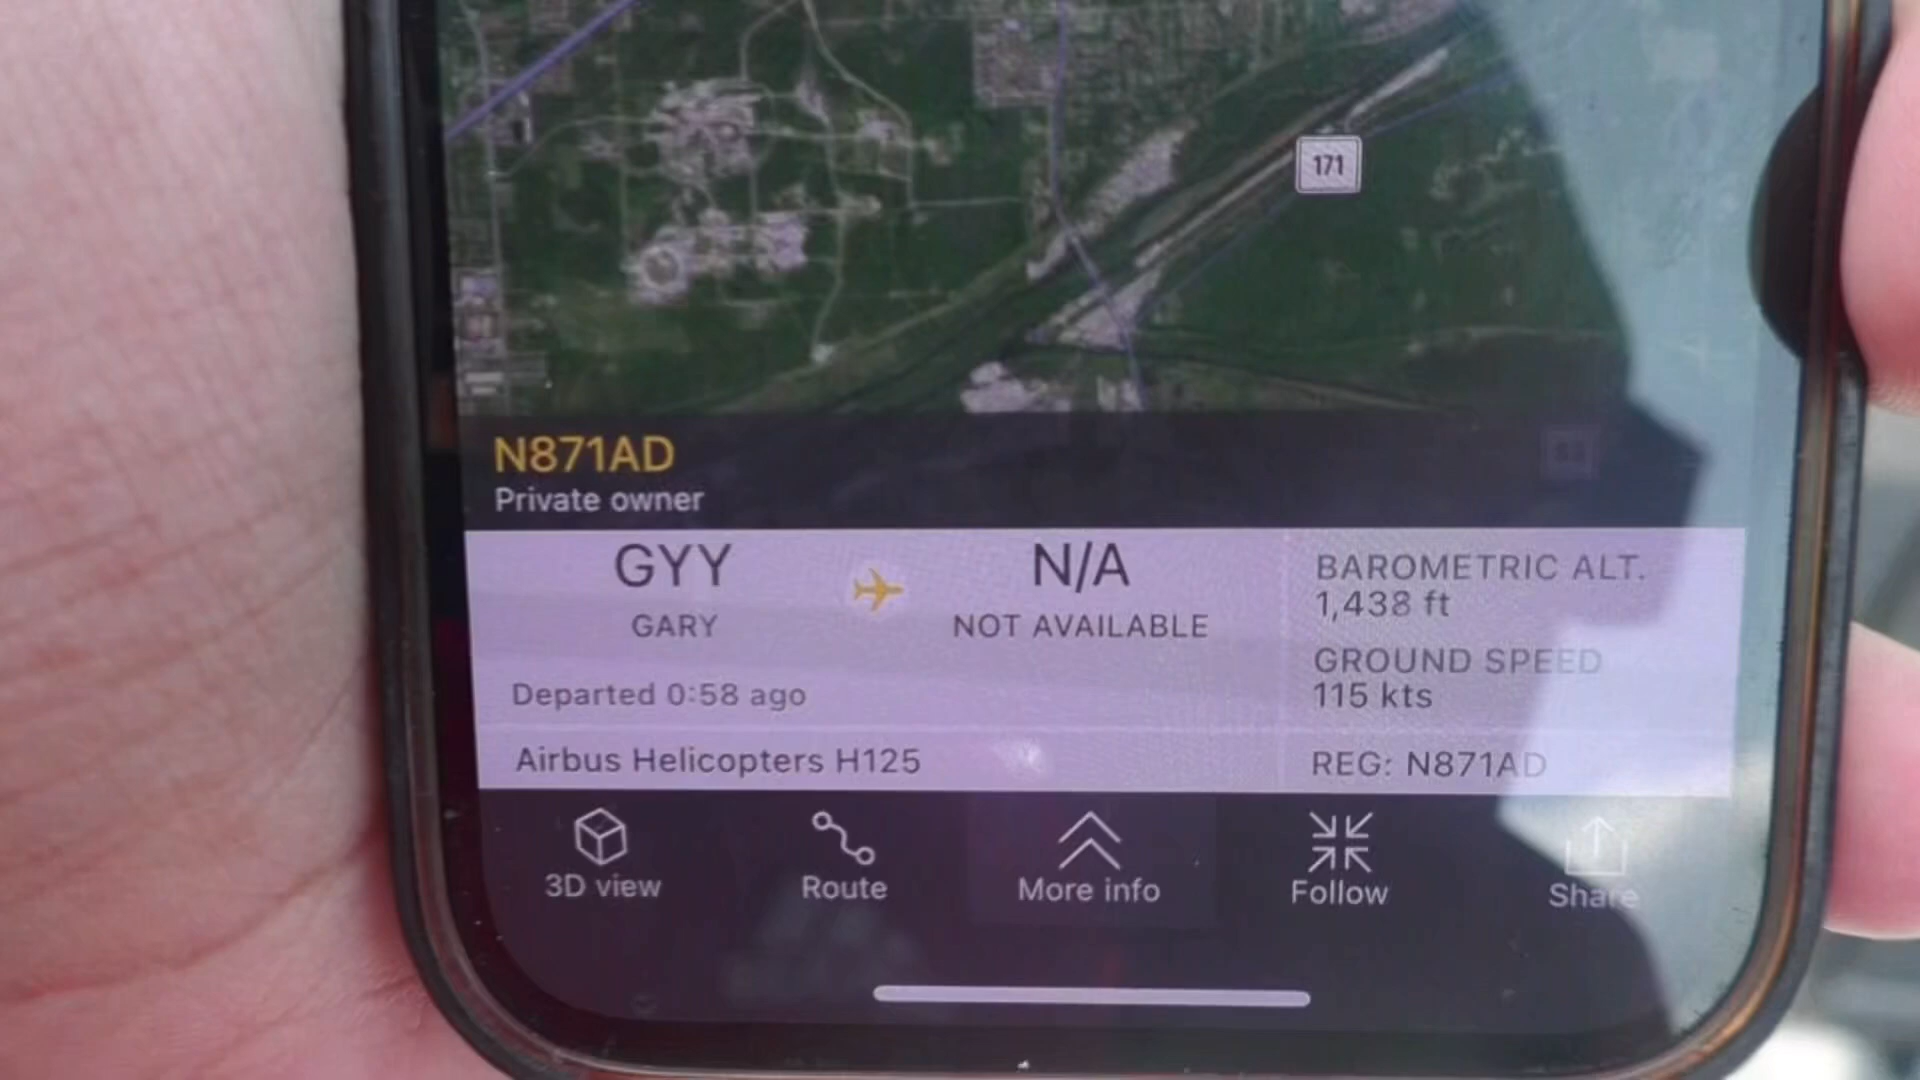 171
N871AD
Private owner
GYY
GARY
N/A
NOT AVAILABLE
Departed 0:58 ago
BAROMETRIC ALT.
1,438 ft
GROUND SPEED
115 kts
Airbus Helicopters H125
REG: N871AD
3D view
Route
More info
Follow
Share